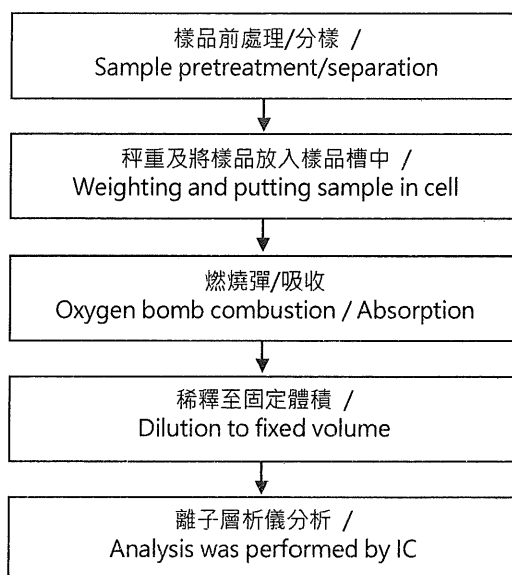 樣品前處理/分樣 /
Sample pretreatment/separation
秤重及將樣品放入樣品槽中 /
Weighting and putting sample in cell
燃燒彈/吸收
Oxygen bomb combustion / Absorption
稀釋至固定體積 /
Dilution to fixed volume
離子層析儀分析 /
Analysis was performed by IC